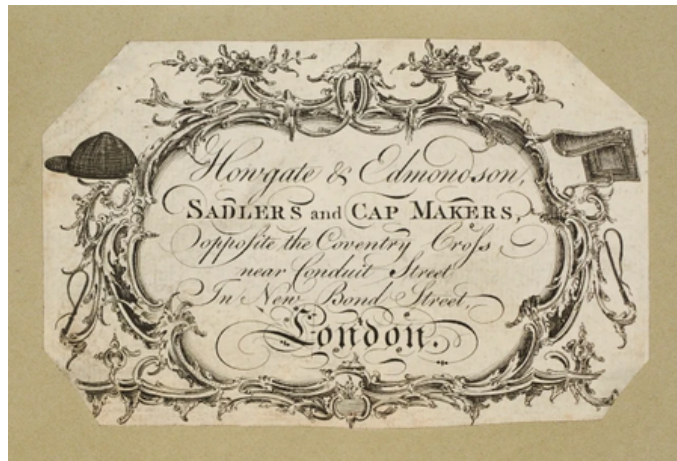 Howgate & Edmondson,
SADLERS and CAP MAKERS,
opposite the Coventry Croſs
near Conduit Street
In New Bond Street,
London.